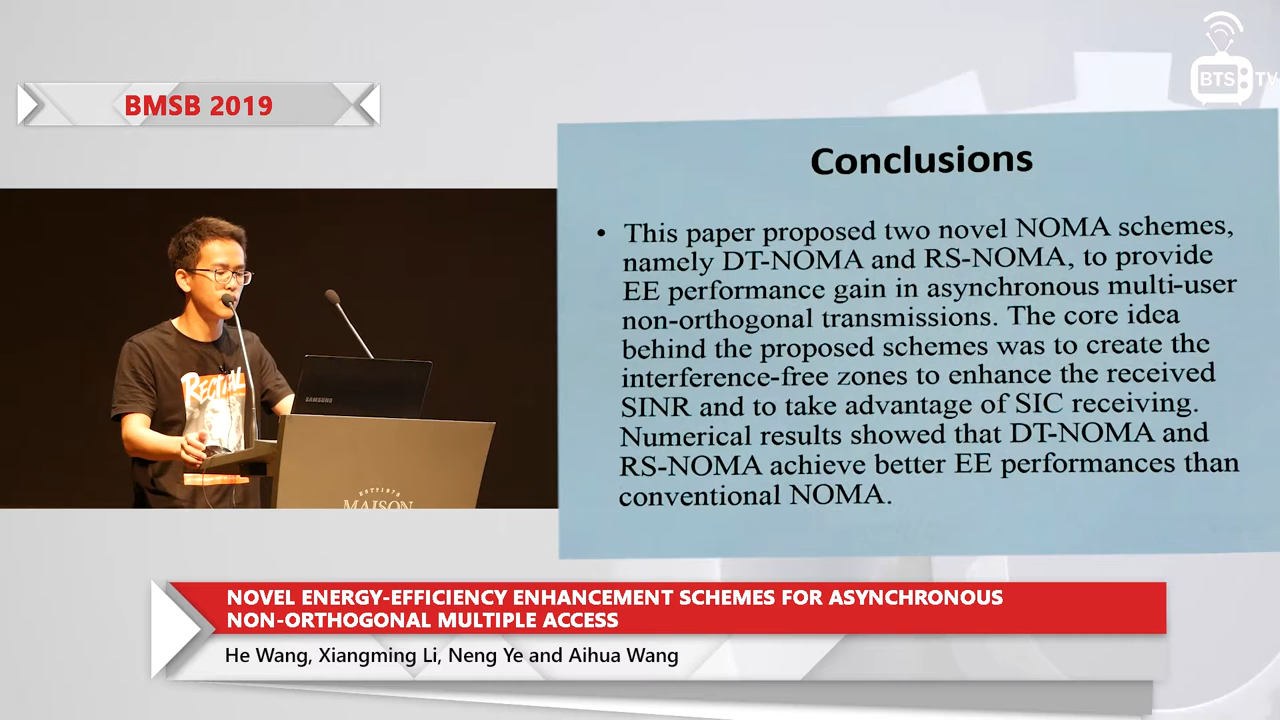 BTS TV
BMSB 2019
Conclusions
• This paper proposed two novel NOMA schemes,
namely DT-NOMA and RS-NOMA, to provide
EE performance gain in asynchronous multi-user
non-orthogonal transmissions. The core idea
behind the proposed schemes was to create the
interference-free zones to enhance the received
SINR and to take advantage of SIC receiving.
Numerical results showed that DT-NOMA and
RS-NOMA achieve better EE performances than
conventional NOMA.
SAMSUNG
MAISON
NOVEL ENERGY-EFFICIENCY ENHANCEMENT SCHEMES FOR ASYNCHRONOUS
NON-ORTHOGONAL MULTIPLE ACCESS
He Wang, Xiangming Li, Neng Ye and Aihua Wang